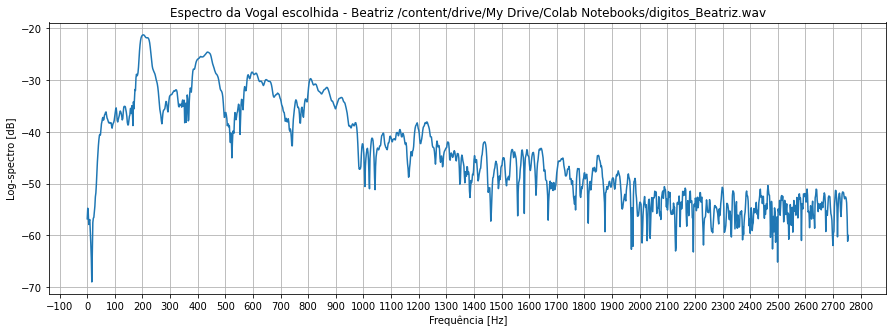 Espectro da Vogal escolhida - Beatriz /content/drive/My Drive/Colab Notebooks/digitos_Beatriz.wav
Log-spectro [dB]
−20
−30
−40
−50
−60
−70
−100 0 100 200 300 400 500 600 700 800 900 1000 1100 1200 1300 1400 1500 1600 1700 1800 1900 2000 2100 2200 2300 2400 2500 2600 2700 2800
Frequência [Hz]